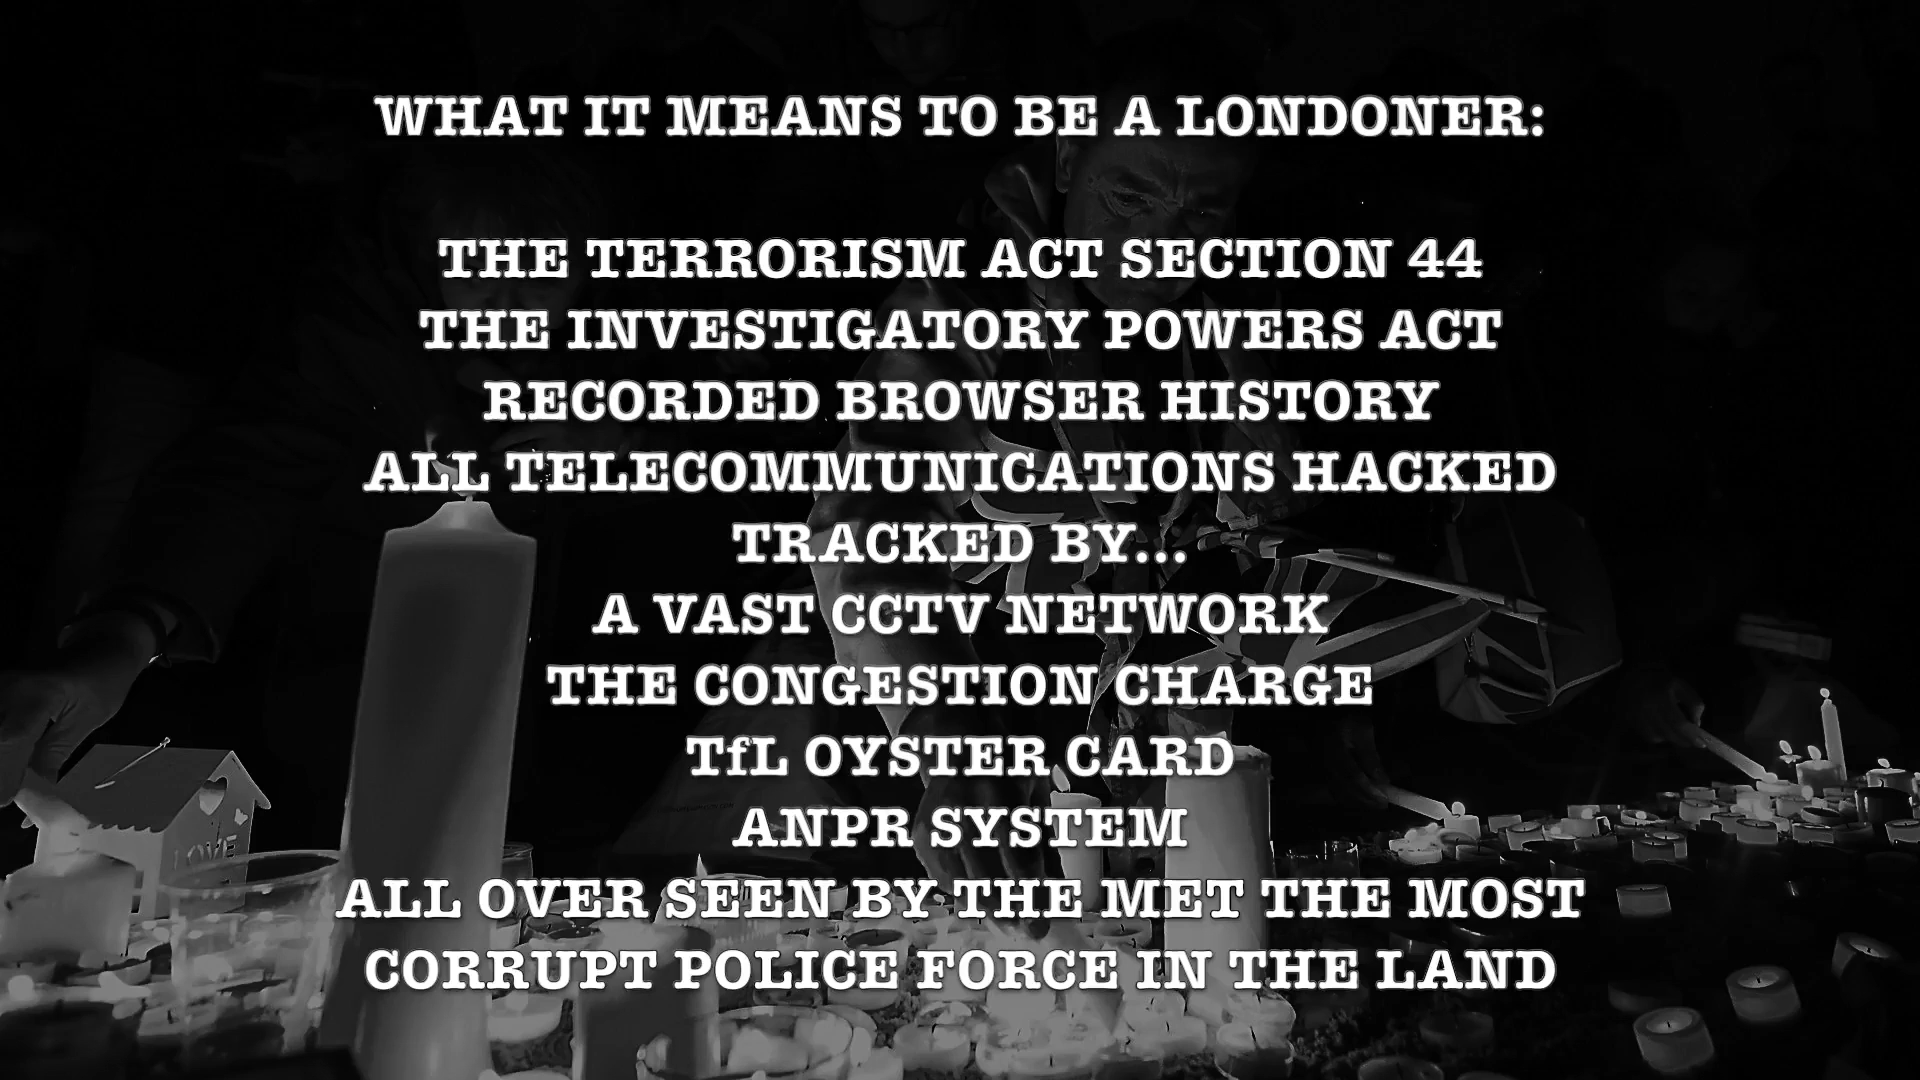 WHAT IT MEANS TO BE A LONDONER:
THE TERRORISM ACT SECTION 44
THE INVESTIGATORY POWERS ACT
RECORDED BROWSER HISTORY
ALL TELECOMMUNICATIONS HACKED
TRACKED BY...
A VAST CCTV NETWORK
THE CONGESTION CHARGE
TfL OYSTER CARD
ANPR SYSTEM
LOVE
ALL OVER SEEN BY THE MET THE MOST
CORRUPT POLICE FORCE IN THE LAND